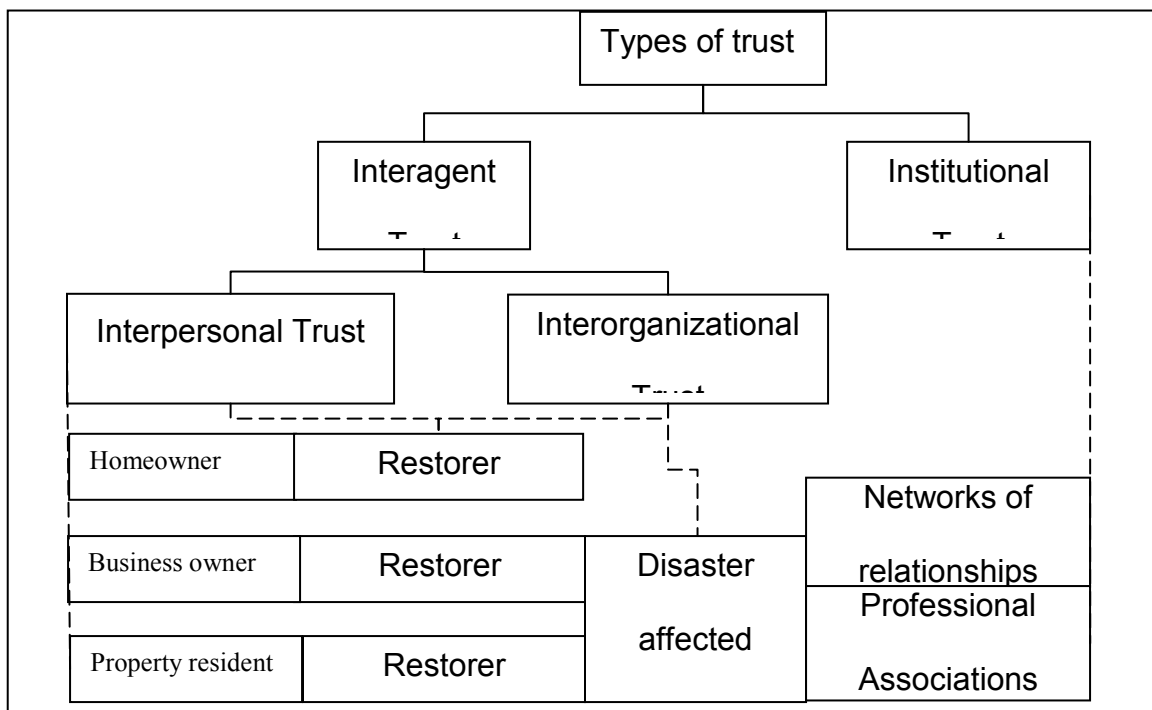 Types of trust
Interagent
Institutional
Interpersonal Trust
Interorganizational
Homeowner
Restorer
Networks of
relationships
Business owner
Restorer
Disaster
affected
Professional
Associations
Property resident
Restorer